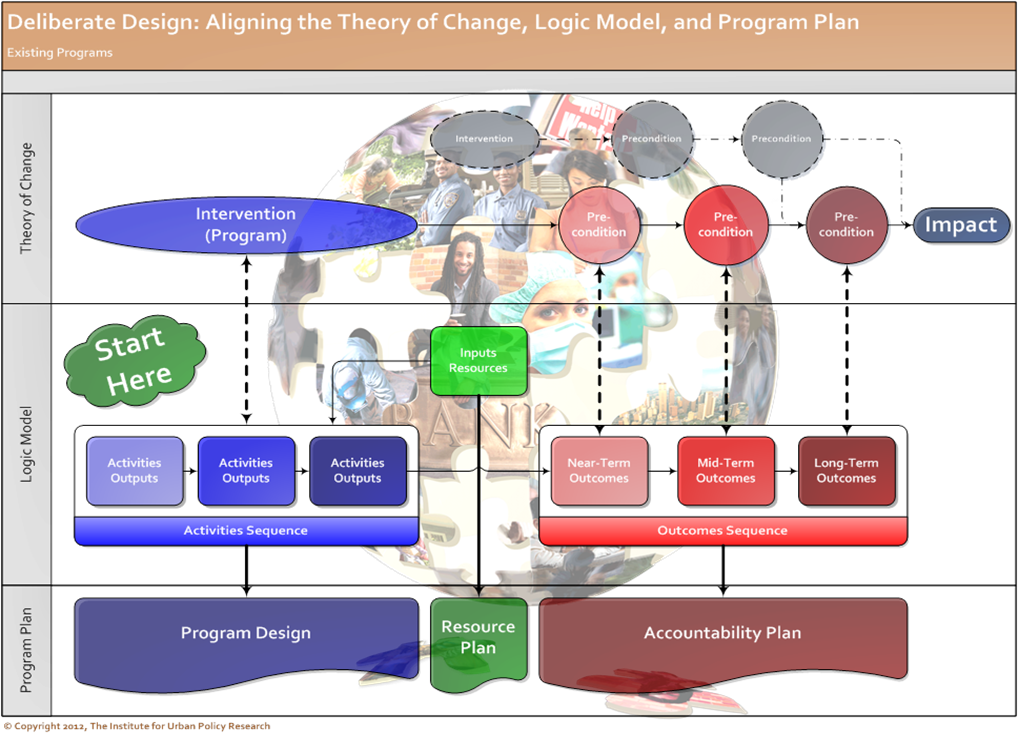 Deliberate Design: Aligning the Theory of Change, Logic Model, and Program Plan
Existing Programs
Theory of Change
Help
Want
Intervention
Precondition
Precondition
Intervention
(Program)
Pre-
condition
Pre-
condition
Pre-
condition
Impact
Logic Model
Start
Here
Inputs
Resources
BANK
Activities
Outputs
Activities
Outputs
Activities
Outputs
Near-Term
Outcomes
Mid-Term
Outcomes
Long-Term
Outcomes
Activities Sequence
Outcomes Sequence
Program Plan
Program Design
Resource
Plan
Accountability Plan
© Copyright 2012, The Institute for Urban Policy Research